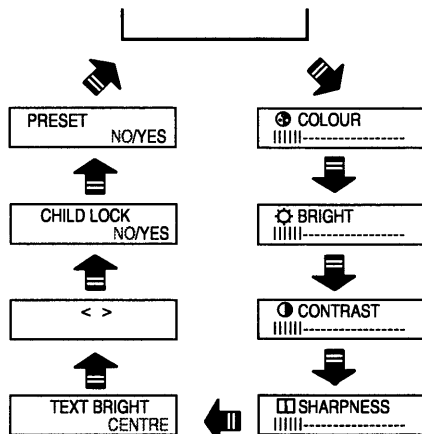 PRESET
NO/YES
COLOUR
||||||------------------
CHILD LOCK
NO/YES
BRIGHT
||||||------------------
< >
CONTRAST
||||||------------------
TEXT BRIGHT
CENTRE
SHARPNESS
||||||------------------